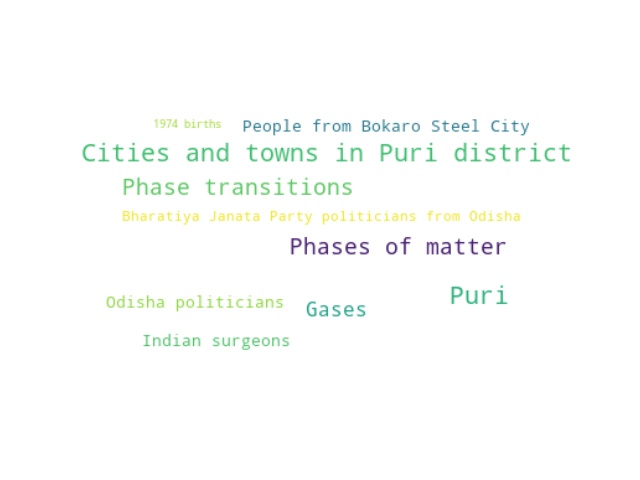 1974 births People from Bokaro Steel City
Cities and towns in Puri district
Phase transitions
Bharatiya Janata Party politicians from Odisha
Phases of matter
Puri
Odisha politicians Gases
Indian surgeons